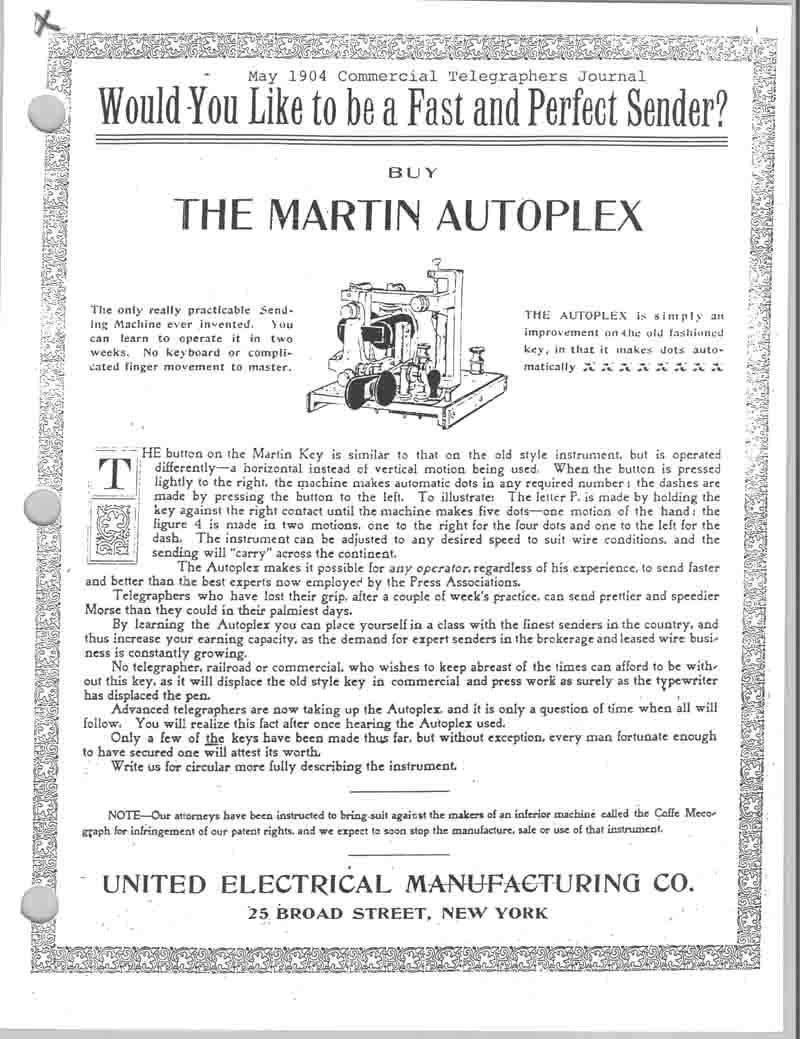 May 1904 Commercial Telegraphers Journal
Would You Like to be a Fast and Perfect Sender?
BUY
THE MARTIN AUTOPLEX
The only really practicable Send-
ing Machine ever invented. You
can learn to operate it in two
weeks. No keyboard or compli-
cated finger movement to master.
THE AUTOPLEX is simply an
improvement on the old fashioned
key, in that it makes dots auto-
matically
THE button on the Martin Key is similar to that on the old style instrument, but is operated
differently—a horizontal instead of vertical motion being used. When the button is pressed
lightly to the right, the machine makes automatic dots in any required number; the dashes are
made by pressing the button to the left. To illustrate: The letter P. is made by holding the
key against the right contact until the machine makes five dots—one motion of the hand; the
figure 4 is made in two motions, one to the right for the four dots and one to the left for the
dash. The instrument can be adjusted to any desired speed to suit wire conditions, and the
sending will "carry" across the continent.
The Autoplex makes it possible for any operator, regardless of his experience, to send faster
and better than the best experts now employed by the Press Associations.
Telegraphers who have lost their grip, after a couple of week's practice, can send prettier and speedier
Morse than they could in their palmiest days.
By learning the Autoplex you can place yourself in a class with the finest senders in the country, and
thus increase your earning capacity, as the demand for expert senders in the brokerage and leased wire busi-
ness is constantly growing.
No telegrapher, railroad or commercial, who wishes to keep abreast of the times can afford to be with-
out this key, as it will displace the old style key in commercial and press work as surely as the typewriter
has displaced the pen.
Advanced telegraphers are now taking up the Autoplex, and it is only a question of time when all will
follow. You will realize this fact after once hearing the Autoplex used.
Only a few of the keys have been made thus far, but without exception, every man fortunate enough
to have secured one will attest its worth.
Write us for circular more fully describing the instrument.
NOTE—Our attorneys have been instructed to bring suit against the makers of an inferior machine called the Coffe Meco-
graph for infringement of our patent rights, and we expect to soon stop the manufacture, sale or use of that instrument.
UNITED ELECTRICAL MANUFACTURING CO.
25 BROAD STREET, NEW YORK